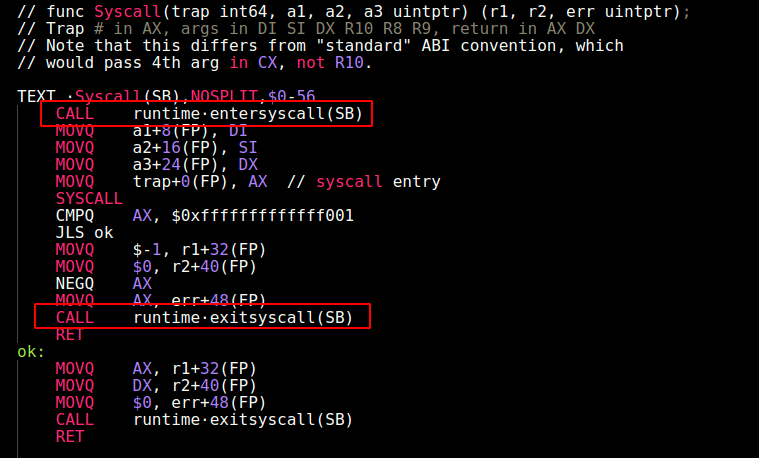 // func Syscall(trap int64, a1, a2, a3 uintptr) (r1, r2, err uintptr);
// Trap # in AX, args in DI SI DX R10 R8 R9, return in AX DX
// Note that this differs from "standard" ABI convention, which
// would pass 4th arg in CX, not R10.
TEXT ·Syscall(SB),NOSPLIT,$0-56
CALL runtime·entersyscall(SB)
MOVQ a1+8(FP), DI
MOVQ a2+16(FP), SI
MOVQ a3+24(FP), DX
MOVQ trap+0(FP), AX // syscall entry
SYSCALL
CMPQ AX, $0xfffffffffffff001
JLS ok
MOVQ $-1, r1+32(FP)
MOVQ $0, r2+40(FP)
NEGQ AX
MOVQ AX, err+48(FP)
CALL runtime·exitsyscall(SB)
RET
ok:
MOVQ AX, r1+32(FP)
MOVQ DX, r2+40(FP)
MOVQ $0, err+48(FP)
CALL runtime·exitsyscall(SB)
RET